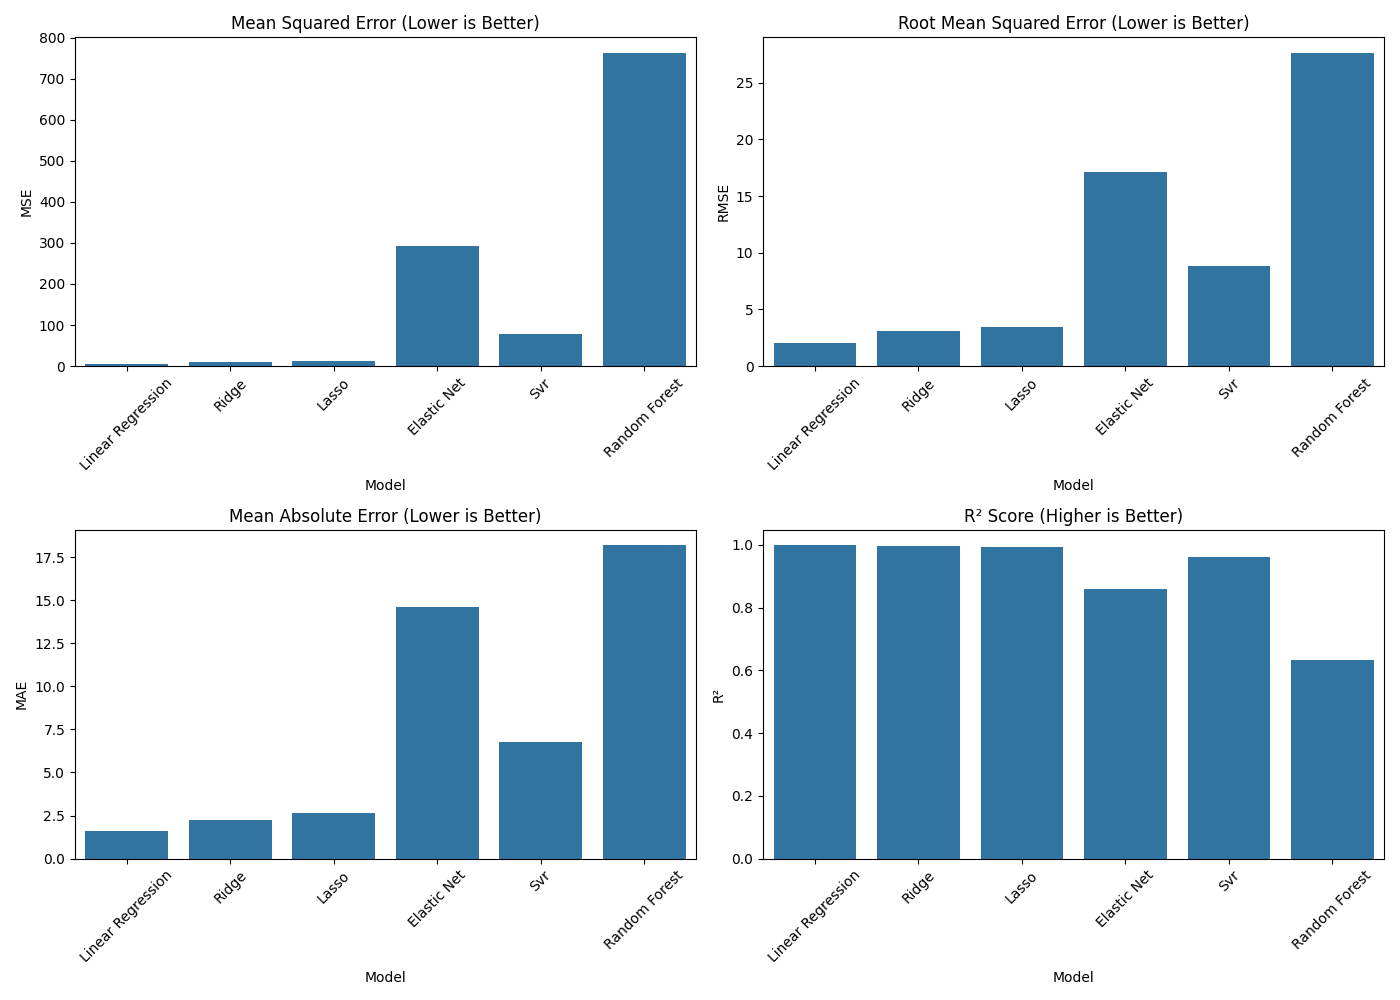 Mean Squared Error (Lower is Better)
800
700
600
500
400
300
200
100
0
MSE
Linear Regression
Ridge
Lasso
Elastic Net
Svr
Random Forest
Model
Root Mean Squared Error (Lower is Better)
25
20
15
10
5
0
RMSE
Linear Regression
Ridge
Lasso
Elastic Net
Svr
Random Forest
Model
Mean Absolute Error (Lower is Better)
17.5
15.0
12.5
10.0
7.5
5.0
2.5
0.0
MAE
Linear Regression
Ridge
Lasso
Elastic Net
Svr
Random Forest
Model
R² Score (Higher is Better)
1.0
0.8
0.6
0.4
0.2
0.0
R²
Linear Regression
Ridge
Lasso
Elastic Net
Svr
Random Forest
Model